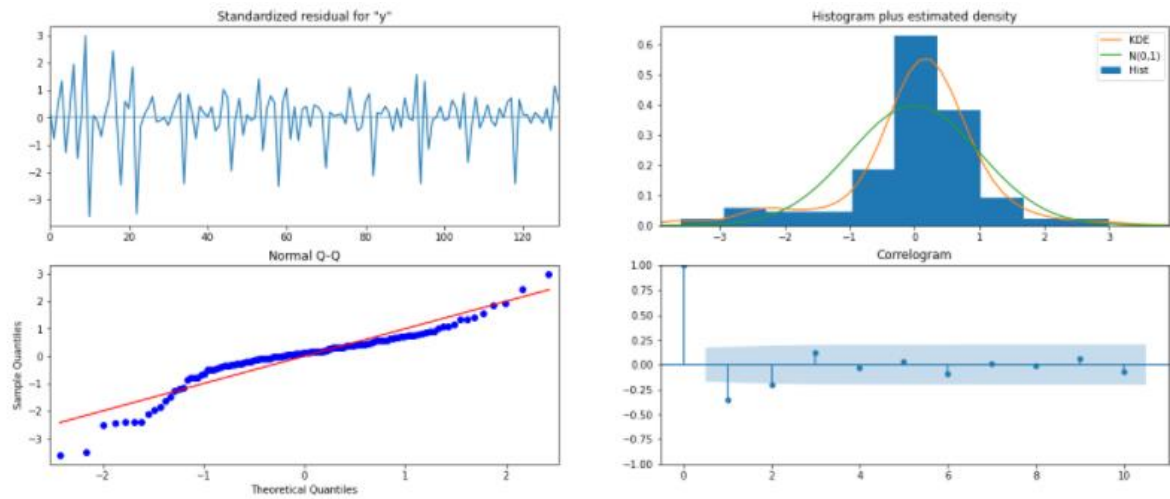 Standardized residual for "y"
3
2
1
0
-1
-2
-3
0 20 40 60 80 100 120
Histogram plus estimated density
KDE
N(0,1)
Hist
0.6
0.5
0.4
0.3
0.2
0.1
0.0
-3 -2 -1 0 1 2 3
Normal Q-Q
Sample Quantiles
3
2
1
0
-1
-2
-3
-2 -1 0 1 2
Theoretical Quantiles
Correlogram
1.00
0.75
0.50
0.25
0.00
-0.25
-0.50
-0.75
-1.00
0 2 4 6 8 10